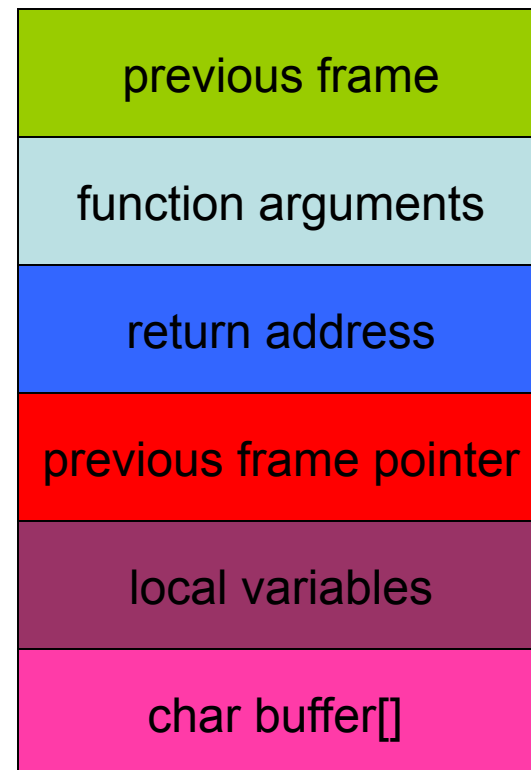 previous frame
function arguments
return address
previous frame pointer
local variables
char buffer[]